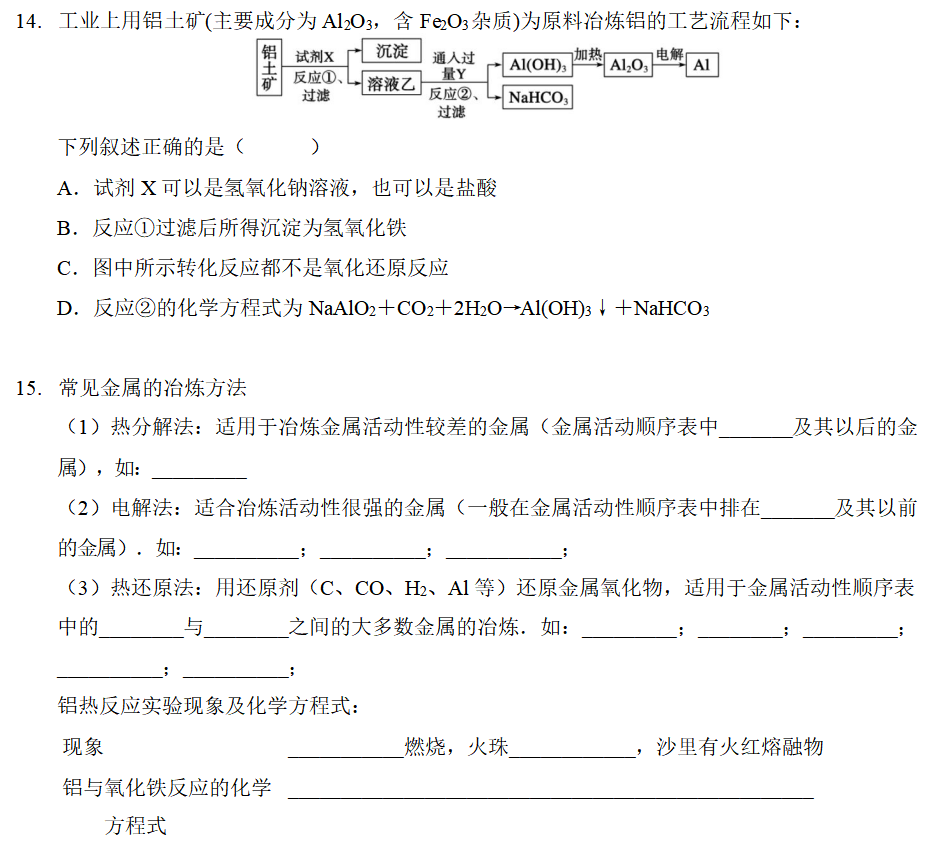 14．工业上用铝土矿(主要成分为 Al₂O₃，含 Fe₂O₃杂质)为原料冶炼铝的工艺流程如下：
铝土矿 试剂X 反应①、过滤 沉淀 溶液乙 通人过量Y 反应②、过滤 Al(OH)₃ 加热 Al₂O₃ 电解 Al NaHCO₃
下列叙述正确的是（　　）
A．试剂 X 可以是氢氧化钠溶液，也可以是盐酸
B．反应①过滤后所得沉淀为氢氧化铁
C．图中所示转化反应都不是氧化还原反应
D．反应②的化学方程式为 NaAlO₂＋CO₂＋2H₂O→Al(OH)₃↓＋NaHCO₃
15．常见金属的冶炼方法
（1）热分解法：适用于冶炼金属活动性较差的金属（金属活动顺序表中_______及其以后的金
属），如：_________
（2）电解法：适合冶炼活动性很强的金属（一般在金属活动性顺序表中排在_______及其以前
的金属）．如：__________；__________；___________；
（3）热还原法：用还原剂（C、CO、H₂、Al 等）还原金属氧化物，适用于金属活动性顺序表
中的________与________之间的大多数金属的冶炼．如：_________；________；_________；
__________；__________；
铝热反应实验现象及化学方程式：
现象 ___________燃烧，火珠____________，沙里有火红熔融物
铝与氧化铁反应的化学 __________________________________________________
方程式